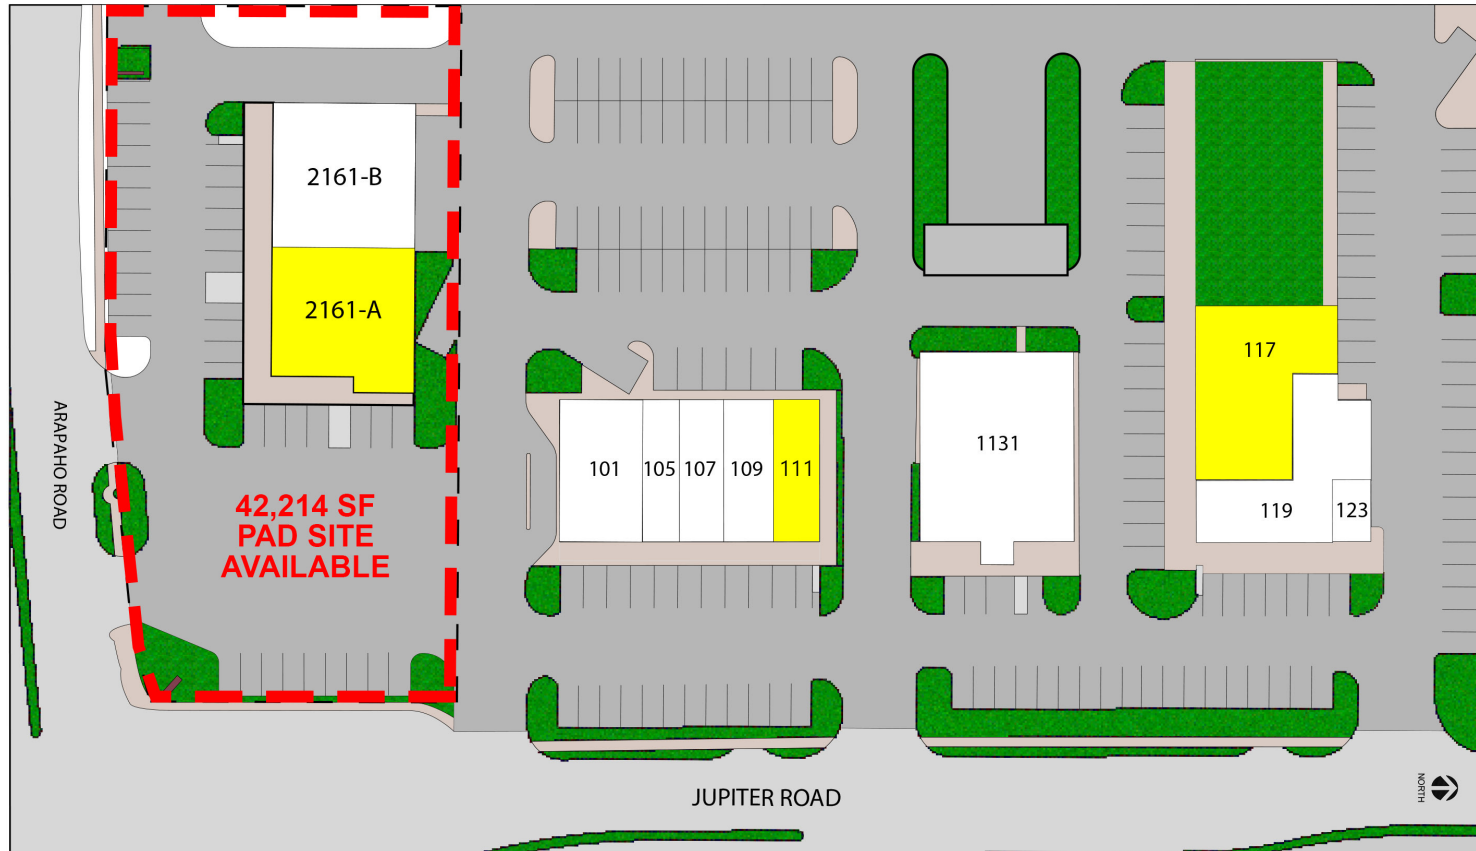 2161-B
2161-A
117
ARAPAHO ROAD
101
105
107
109
111
1131
119
123
42,214 SF
PAD SITE
AVAILABLE
JUPITER ROAD
NORTH